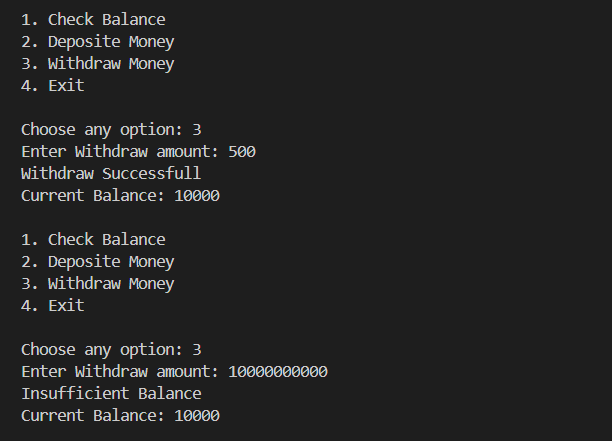 1. Check Balance
2. Deposite Money
3. Withdraw Money
4. Exit
Choose any option: 3
Enter Withdraw amount: 500
Withdraw Successfull
Current Balance: 10000
1. Check Balance
2. Deposite Money
3. Withdraw Money
4. Exit
Choose any option: 3
Enter Withdraw amount: 10000000000
Insufficient Balance
Current Balance: 10000